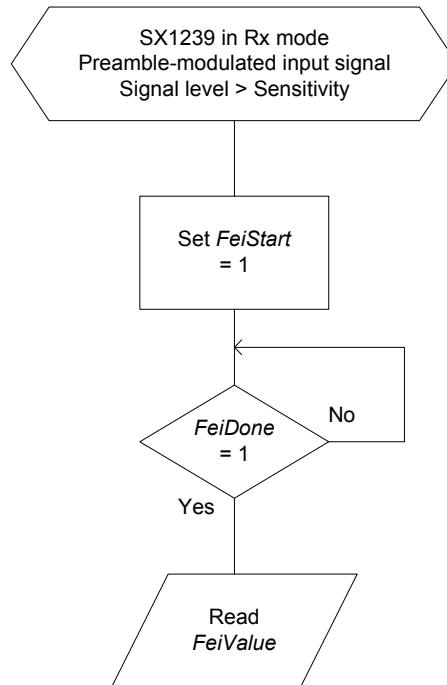 SX1239 in Rx mode
Preamble-modulated input signal
Signal level > Sensitivity
Set FeiStart
= 1
No
FeiDone
= 1
Yes
Read
FeiValue